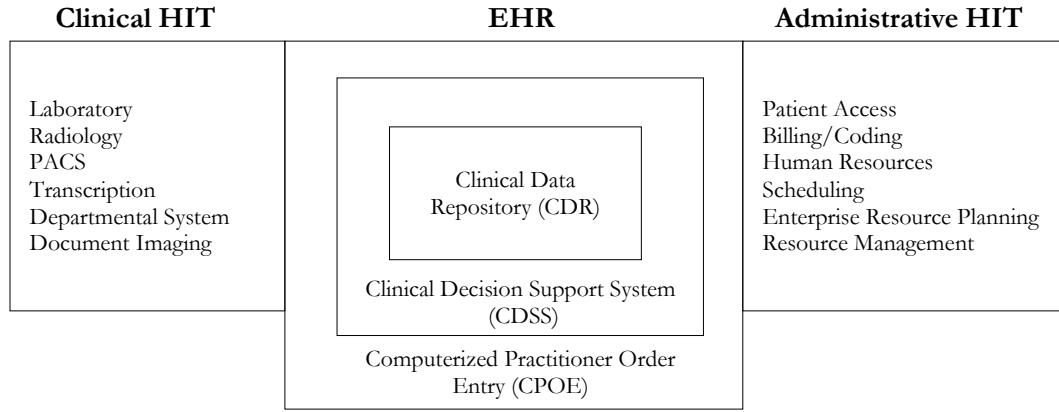 Clinical HIT
EHR
Administrative HIT
Laboratory
Radiology
PACS
Transcription
Departmental System
Document Imaging
Clinical Data
Repository (CDR)
Clinical Decision Support System
(CDSS)
Computerized Practitioner Order
Entry (CPOE)
Patient Access
Billing/Coding
Human Resources
Scheduling
Enterprise Resource Planning
Resource Management